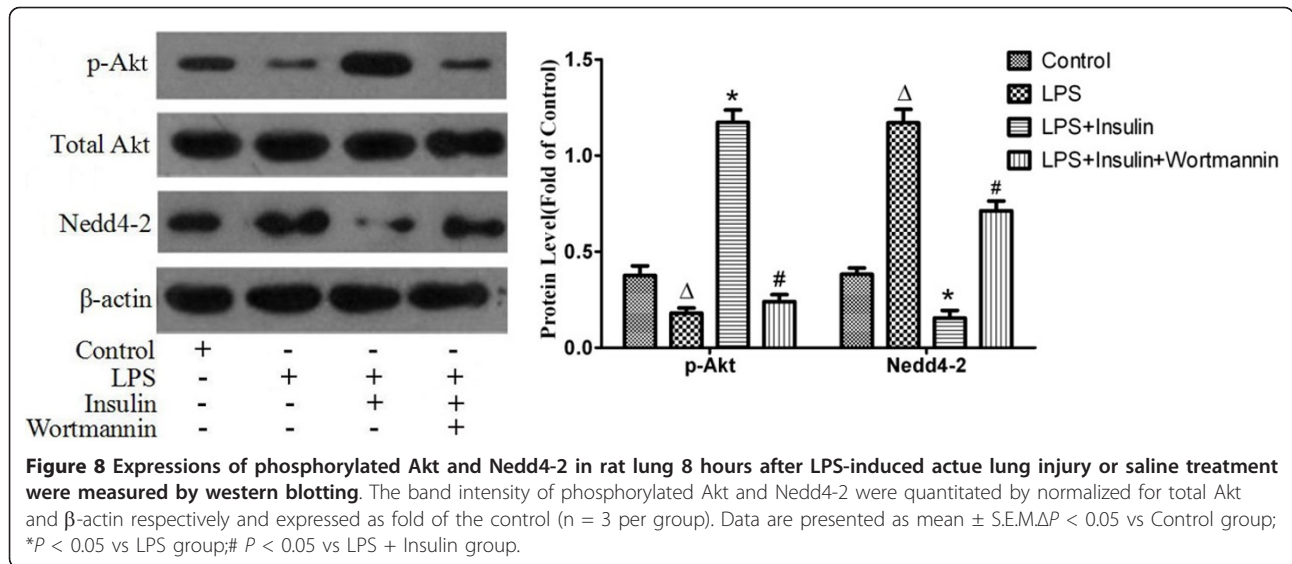 p-Akt
Total Akt
Nedd4-2
β-actin
Control + - - -
LPS - + + +
Insulin - - + +
Wortmannin - - - +
Protein Level(Fold of Control)
1.5
1.0
0.5
0.0
Δ
*
#
Δ
*
#
p-Akt
Nedd4-2
Control
LPS
LPS+Insulin
LPS+Insulin+Wortmannin
Figure 8 Expressions of phosphorylated Akt and Nedd4-2 in rat lung 8 hours after LPS-induced actue lung injury or saline treatment
were measured by western blotting. The band intensity of phosphorylated Akt and Nedd4-2 were quantitated by normalized for total Akt
and β-actin respectively and expressed as fold of the control (n = 3 per group). Data are presented as mean ± S.E.M.ΔP < 0.05 vs Control group;
*P < 0.05 vs LPS group;# P < 0.05 vs LPS + Insulin group.